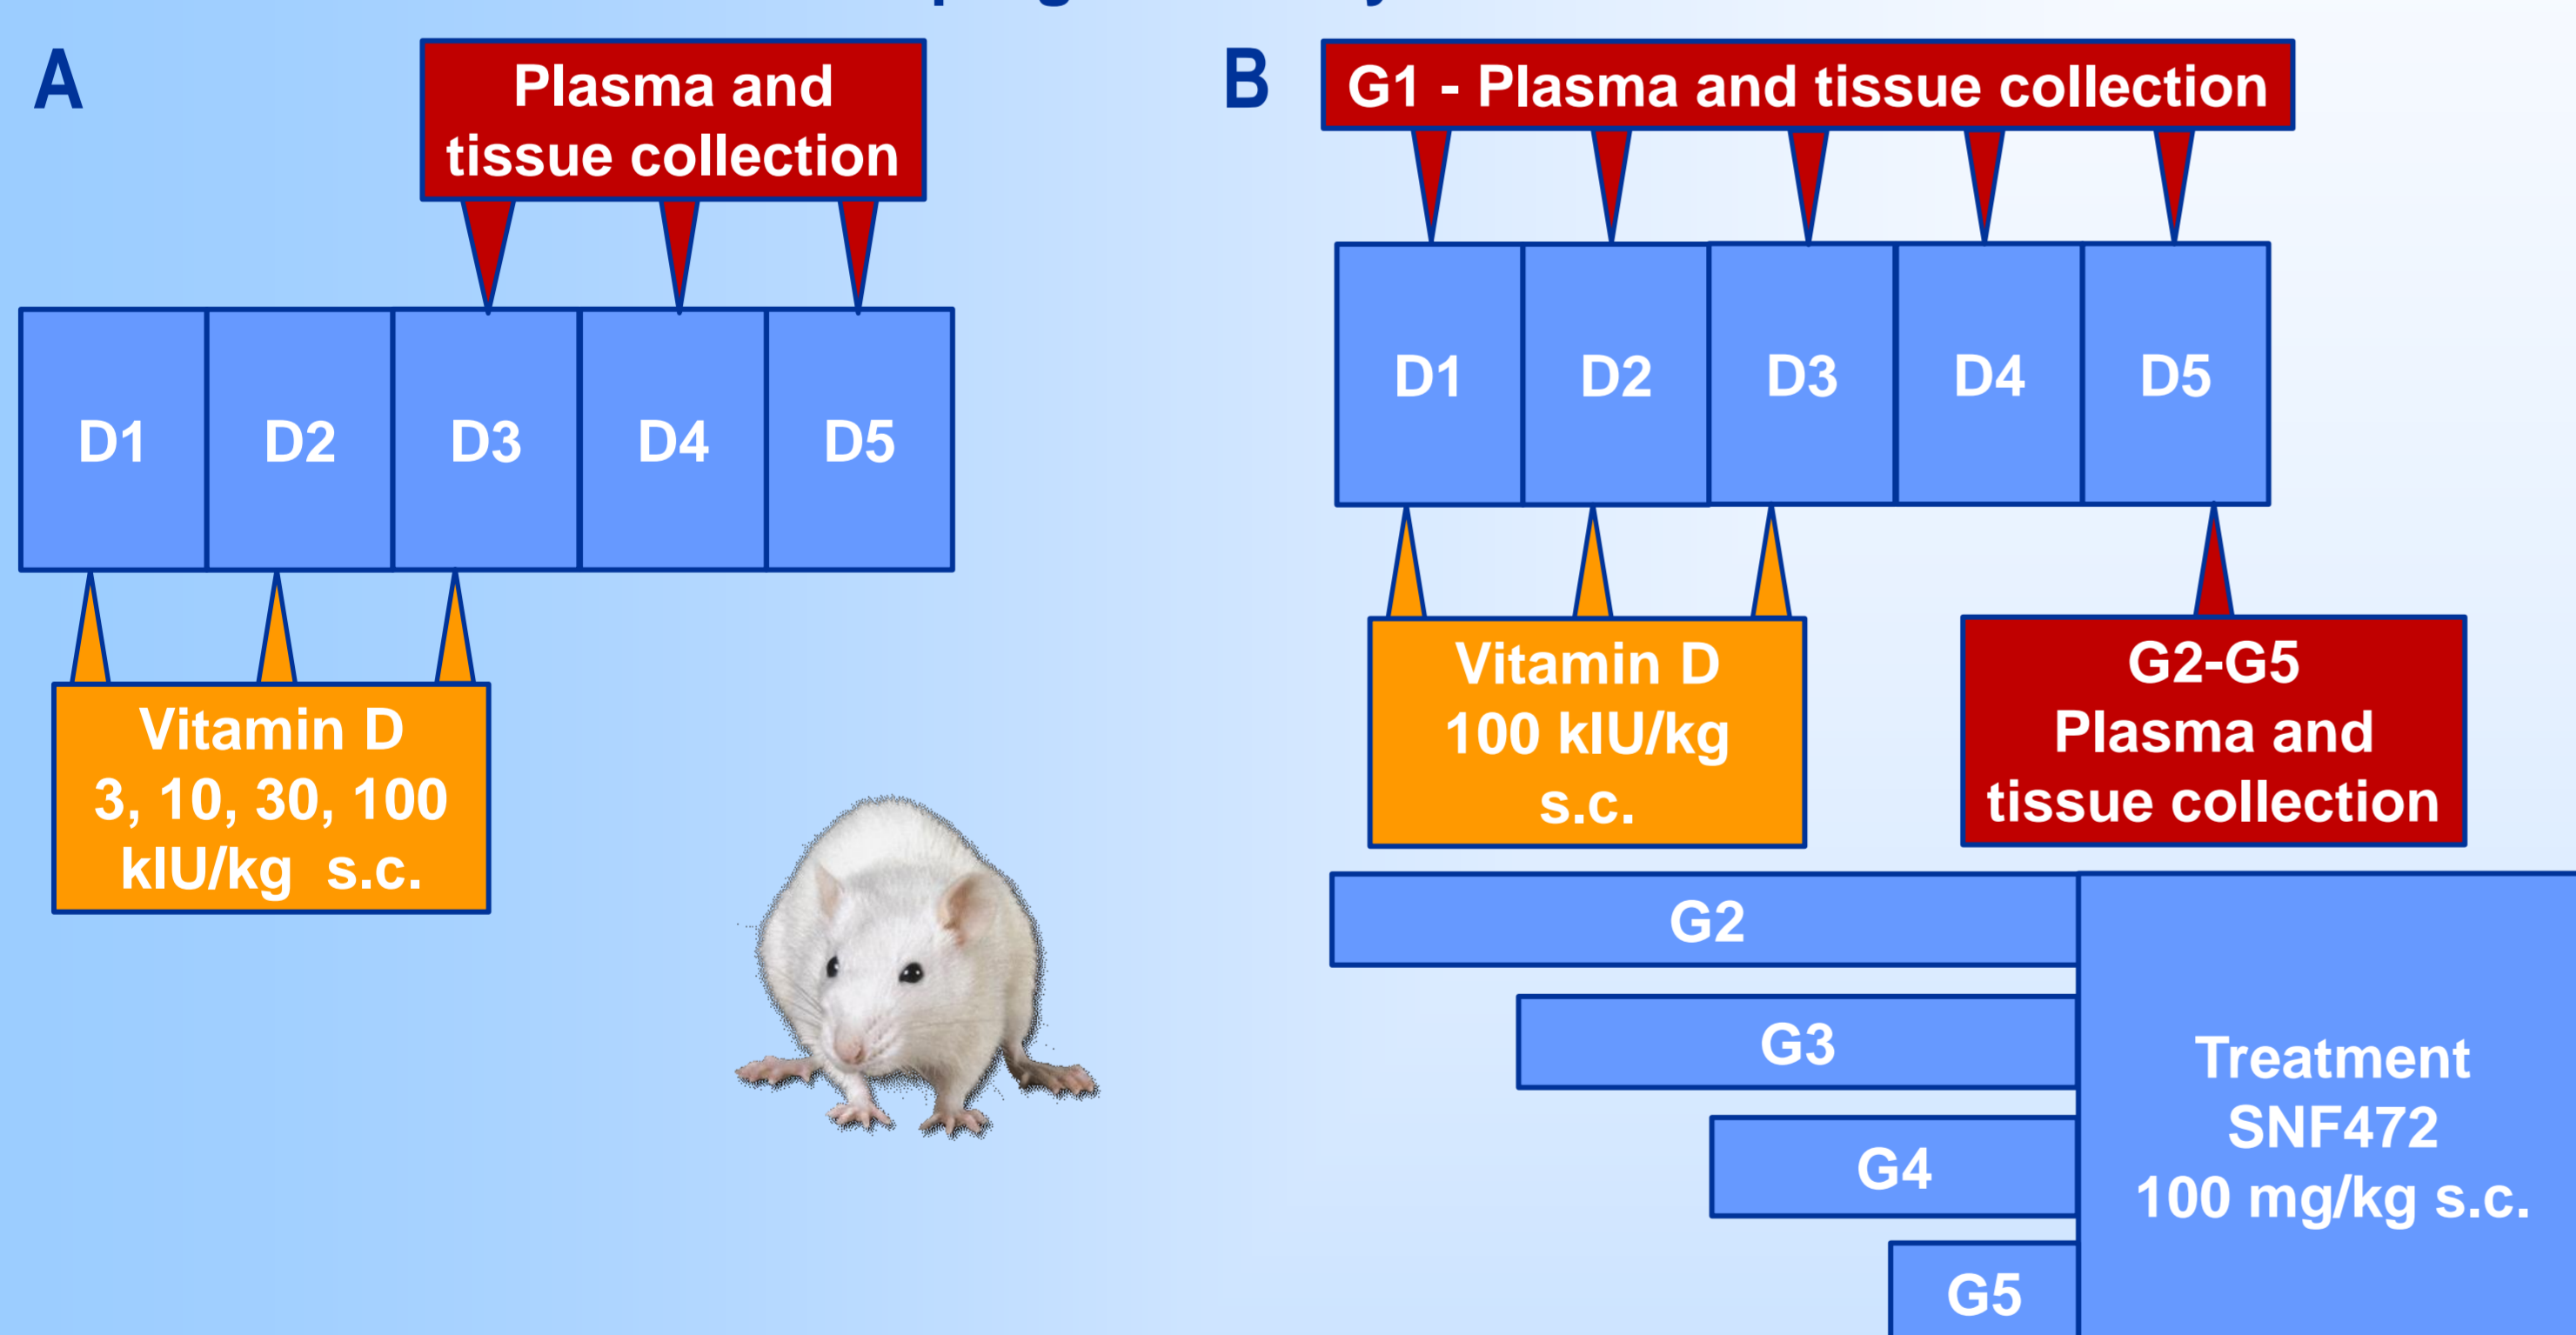 A
Plasma and
tissue collection
D1 D2 D3 D4 D5
Vitamin D
3, 10, 30, 100
kIU/kg s.c.
B
G1 - Plasma and tissue collection
D1 D2 D3 D4 D5
Vitamin D
100 kIU/kg
s.c.
G2-G5
Plasma and
tissue collection
G2
G3
G4
G5
Treatment
SNF472
100 mg/kg s.c.